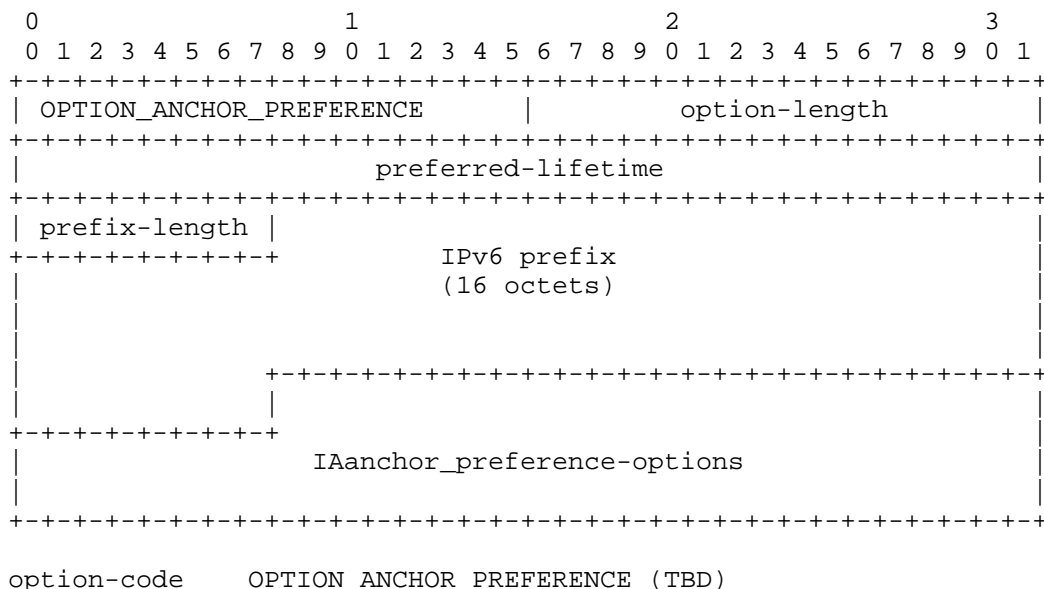 0                   1                   2                   3
 0 1 2 3 4 5 6 7 8 9 0 1 2 3 4 5 6 7 8 9 0 1 2 3 4 5 6 7 8 9 0 1
+-+-+-+-+-+-+-+-+-+-+-+-+-+-+-+-+-+-+-+-+-+-+-+-+-+-+-+-+-+-+-+-+
| OPTION_ANCHOR_PREFERENCE      |         option-length         |
+-+-+-+-+-+-+-+-+-+-+-+-+-+-+-+-+-+-+-+-+-+-+-+-+-+-+-+-+-+-+-+-+
|                      preferred-lifetime                       |
+-+-+-+-+-+-+-+-+-+-+-+-+-+-+-+-+-+-+-+-+-+-+-+-+-+-+-+-+-+-+-+-+
| prefix-length |                                               |
+-+-+-+-+-+-+-+-+          IPv6 prefix                          |
|                          (16 octets)                          |
|                                                               |
|                                                               |
|               +-+-+-+-+-+-+-+-+-+-+-+-+-+-+-+-+-+-+-+-+-+-+-+-+
|               |                                               |
+-+-+-+-+-+-+-+-+                                               |
|                  IAanchor_preference-options                  |
|                                                               |
+-+-+-+-+-+-+-+-+-+-+-+-+-+-+-+-+-+-+-+-+-+-+-+-+-+-+-+-+-+-+-+-+
option-code    OPTION_ANCHOR_PREFERENCE (TBD)